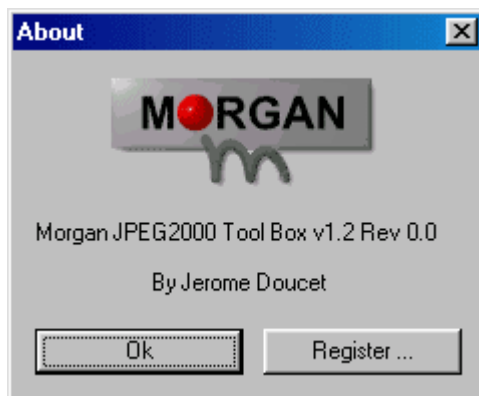 About
MORGAN
m
Morgan JPEG2000 Tool Box v1.2 Rev 0.0
By Jerome Doucet
Ok
Register ...